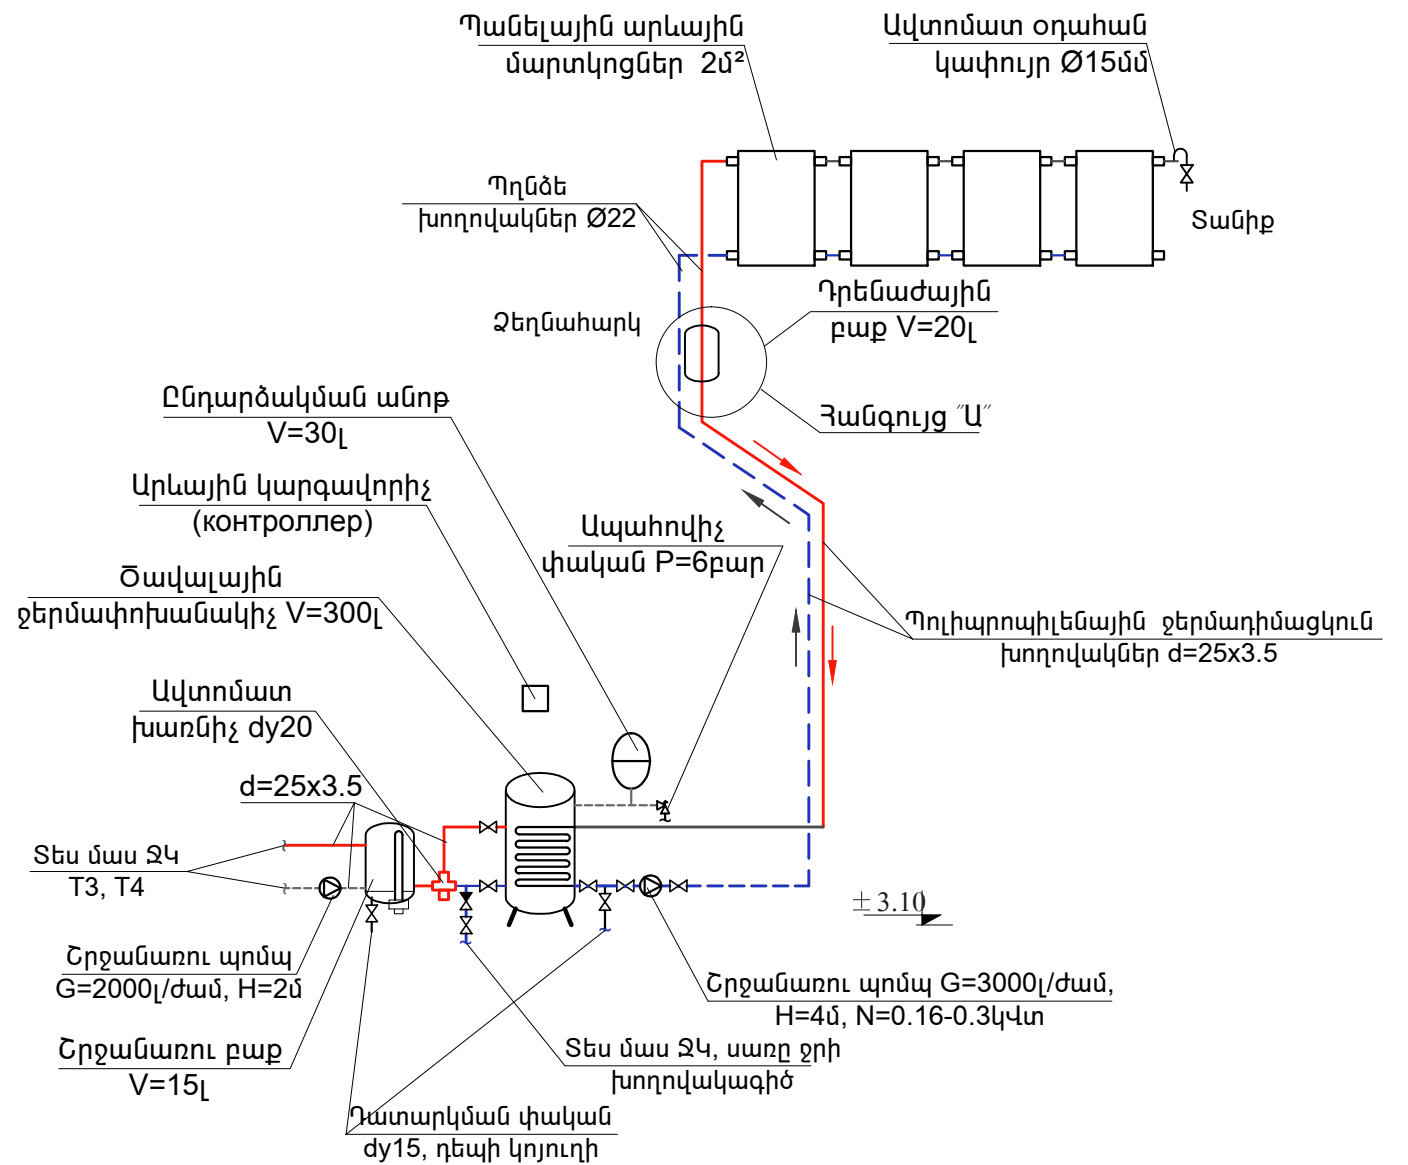 Պանելային արևային
մարտկոցներ 2մ²
Ավտոմատ օդահան
կափույր Ø15մմ
Պղնձե
խողովակներ Ø22
Տանիք
Դրենաժային
բաք V=20լ
Ձեղնահարկ
Հանգույց ˝Ա˝
Ընդարձակման անոթ
V=30լ
Արևային կարգավորիչ
(контроллер)
Ապահովիչ
փական P=6բար
Ծավալային
ջերմափոխանակիչ V=300լ
Պոլիպրոպիլենային ջերմադիմացկուն
խողովակներ d=25x3.5
Ավտոմատ
խառնիչ dy20
d=25x3.5
Տես մաս ՋԿ
T3, T4
± 3.10
Շրջանառու պոմպ
G=2000լ/ժամ, H=2մ
Շրջանառու պոմպ G=3000լ/ժամ,
H=4մ, N=0.16-0.3կՎտ
Շրջանառու բաք
V=15լ
Տես մաս ՋԿ, սառը ջրի
խողովակագիծ
Դատարկման փական
dy15, դեպի կոյուղի